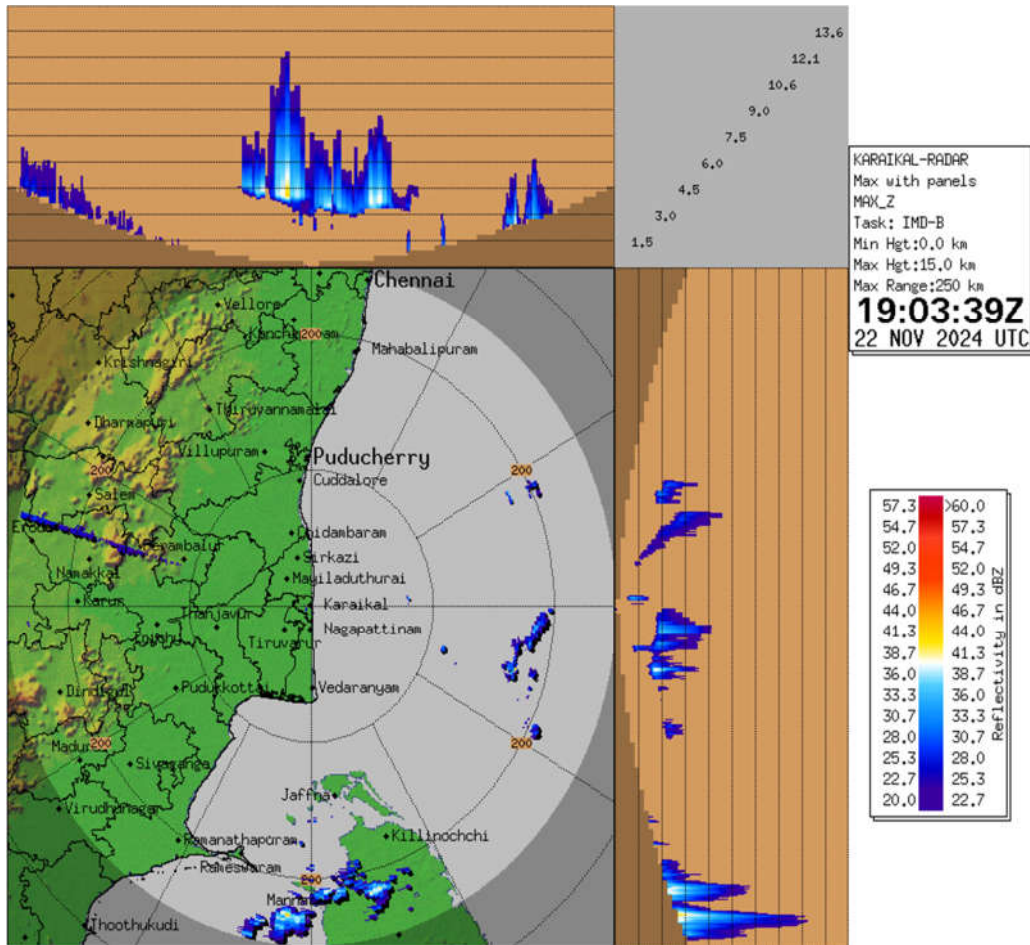 13.6
12.1
10.6
9.0
7.5
6.0
4.5
3.0
1.5
KARAIKAL-RADAR
Max with panels
MAX_Z
Task: IMD-B
Min Hgt:0.0 km
Max Hgt:15.0 km
Max Range:250 km
19:03:39Z
22 NOV 2024 UTC
Chennai
Vellore
200
Mahabalipuram
Krishnagiri
Thiruvannamalai
Dharmapuri
Villupuram
Puducherry
200
200
Cuddalore
Salem
Chidambaram
Perambalur
Sirkazi
Namakkal
Mayiladuthurai
Karur
Karaikal
Thanjavur
Nagapattinam
Tiruvarur
Dindigul
Pudukkottai
Vedaranyam
200
200
Sivaganga
Jaffna
Virudhunagar
Killinochchi
Ramanathapuram
Rameswaram
200
Thoothukudi
57.3 >60.0
54.7 57.3
52.0 54.7
49.3 52.0
46.7 49.3
44.0 46.7
41.3 44.0
38.7 41.3
36.0 38.7
33.3 36.0
30.7 33.3
28.0 30.7
25.3 28.0
22.7 25.3
20.0 22.7
Reflectivity in dBZ